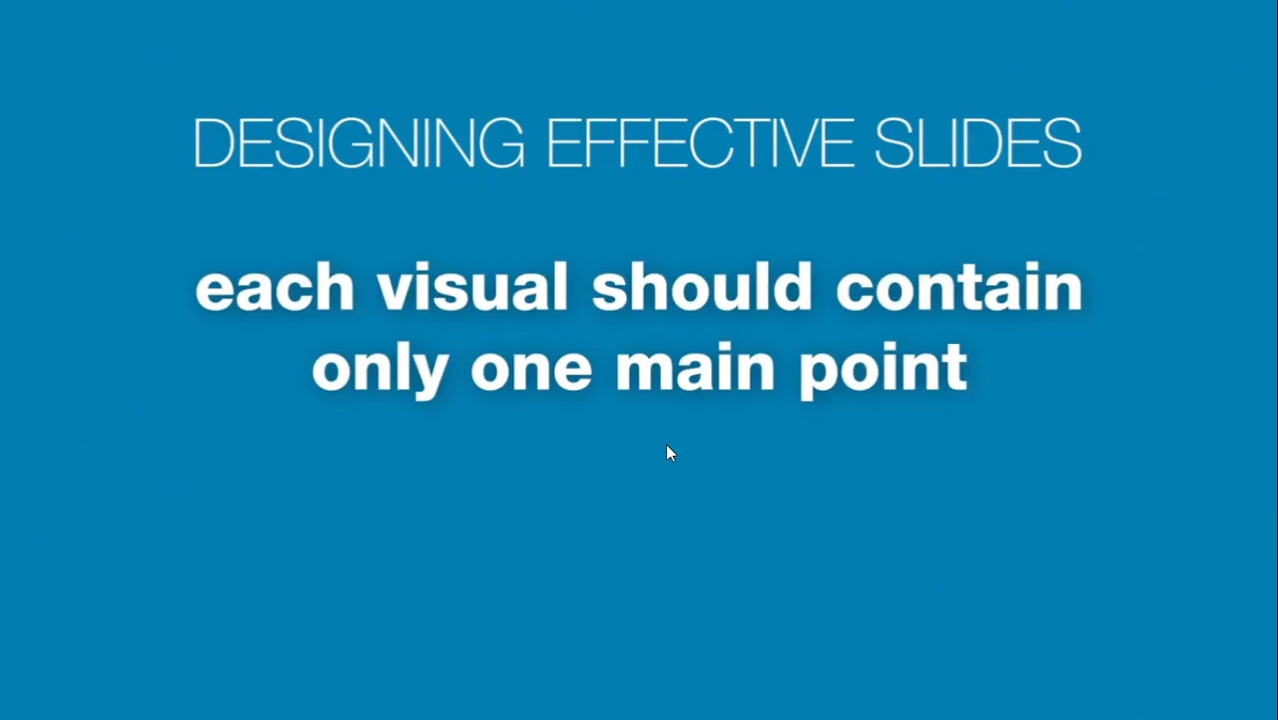 DESIGNING EFFECTIVE SLIDES
each visual should contain
only one main point